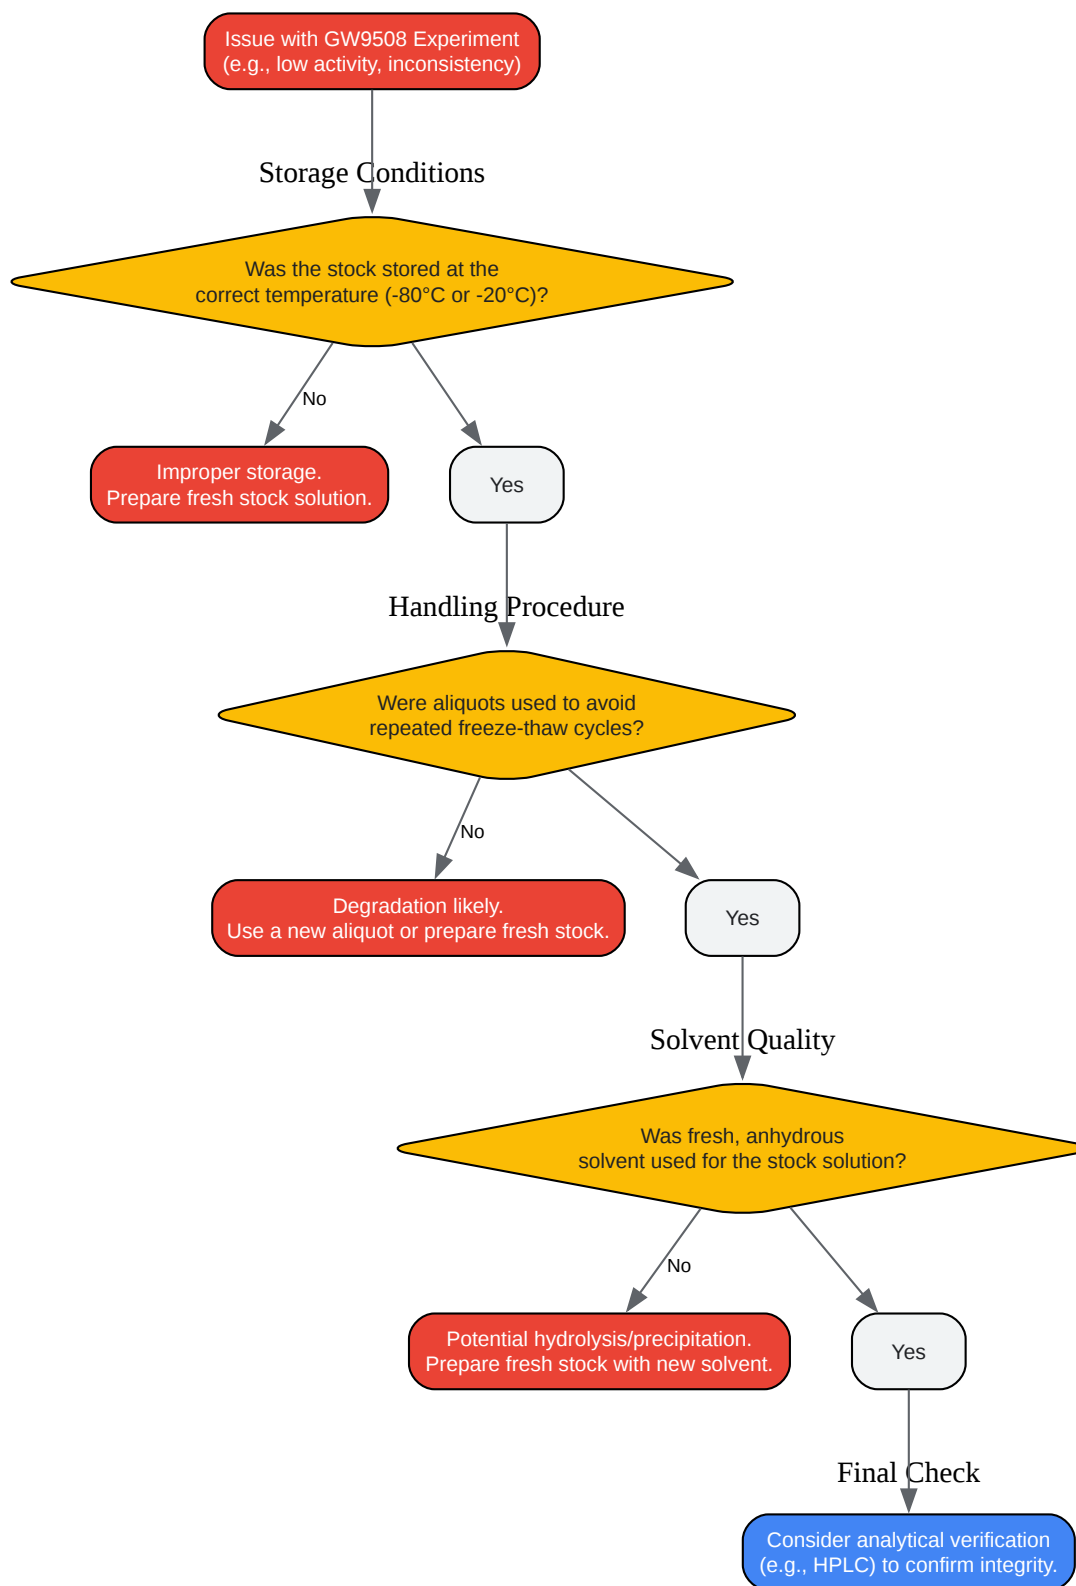 Issue with GW9508 Experiment
(e.g., low activity, inconsistency)
Storage Conditions
Was the stock stored at the
correct temperature (-80°C or -20°C)?
No
Improper storage.
Prepare fresh stock solution.
Yes
Handling Procedure
Were aliquots used to avoid
repeated freeze-thaw cycles?
No
Degradation likely.
Use a new aliquot or prepare fresh stock.
Yes
Solvent Quality
Was fresh, anhydrous
solvent used for the stock solution?
No
Potential hydrolysis/precipitation.
Prepare fresh stock with new solvent.
Yes
Final Check
Consider analytical verification
(e.g., HPLC) to confirm integrity.